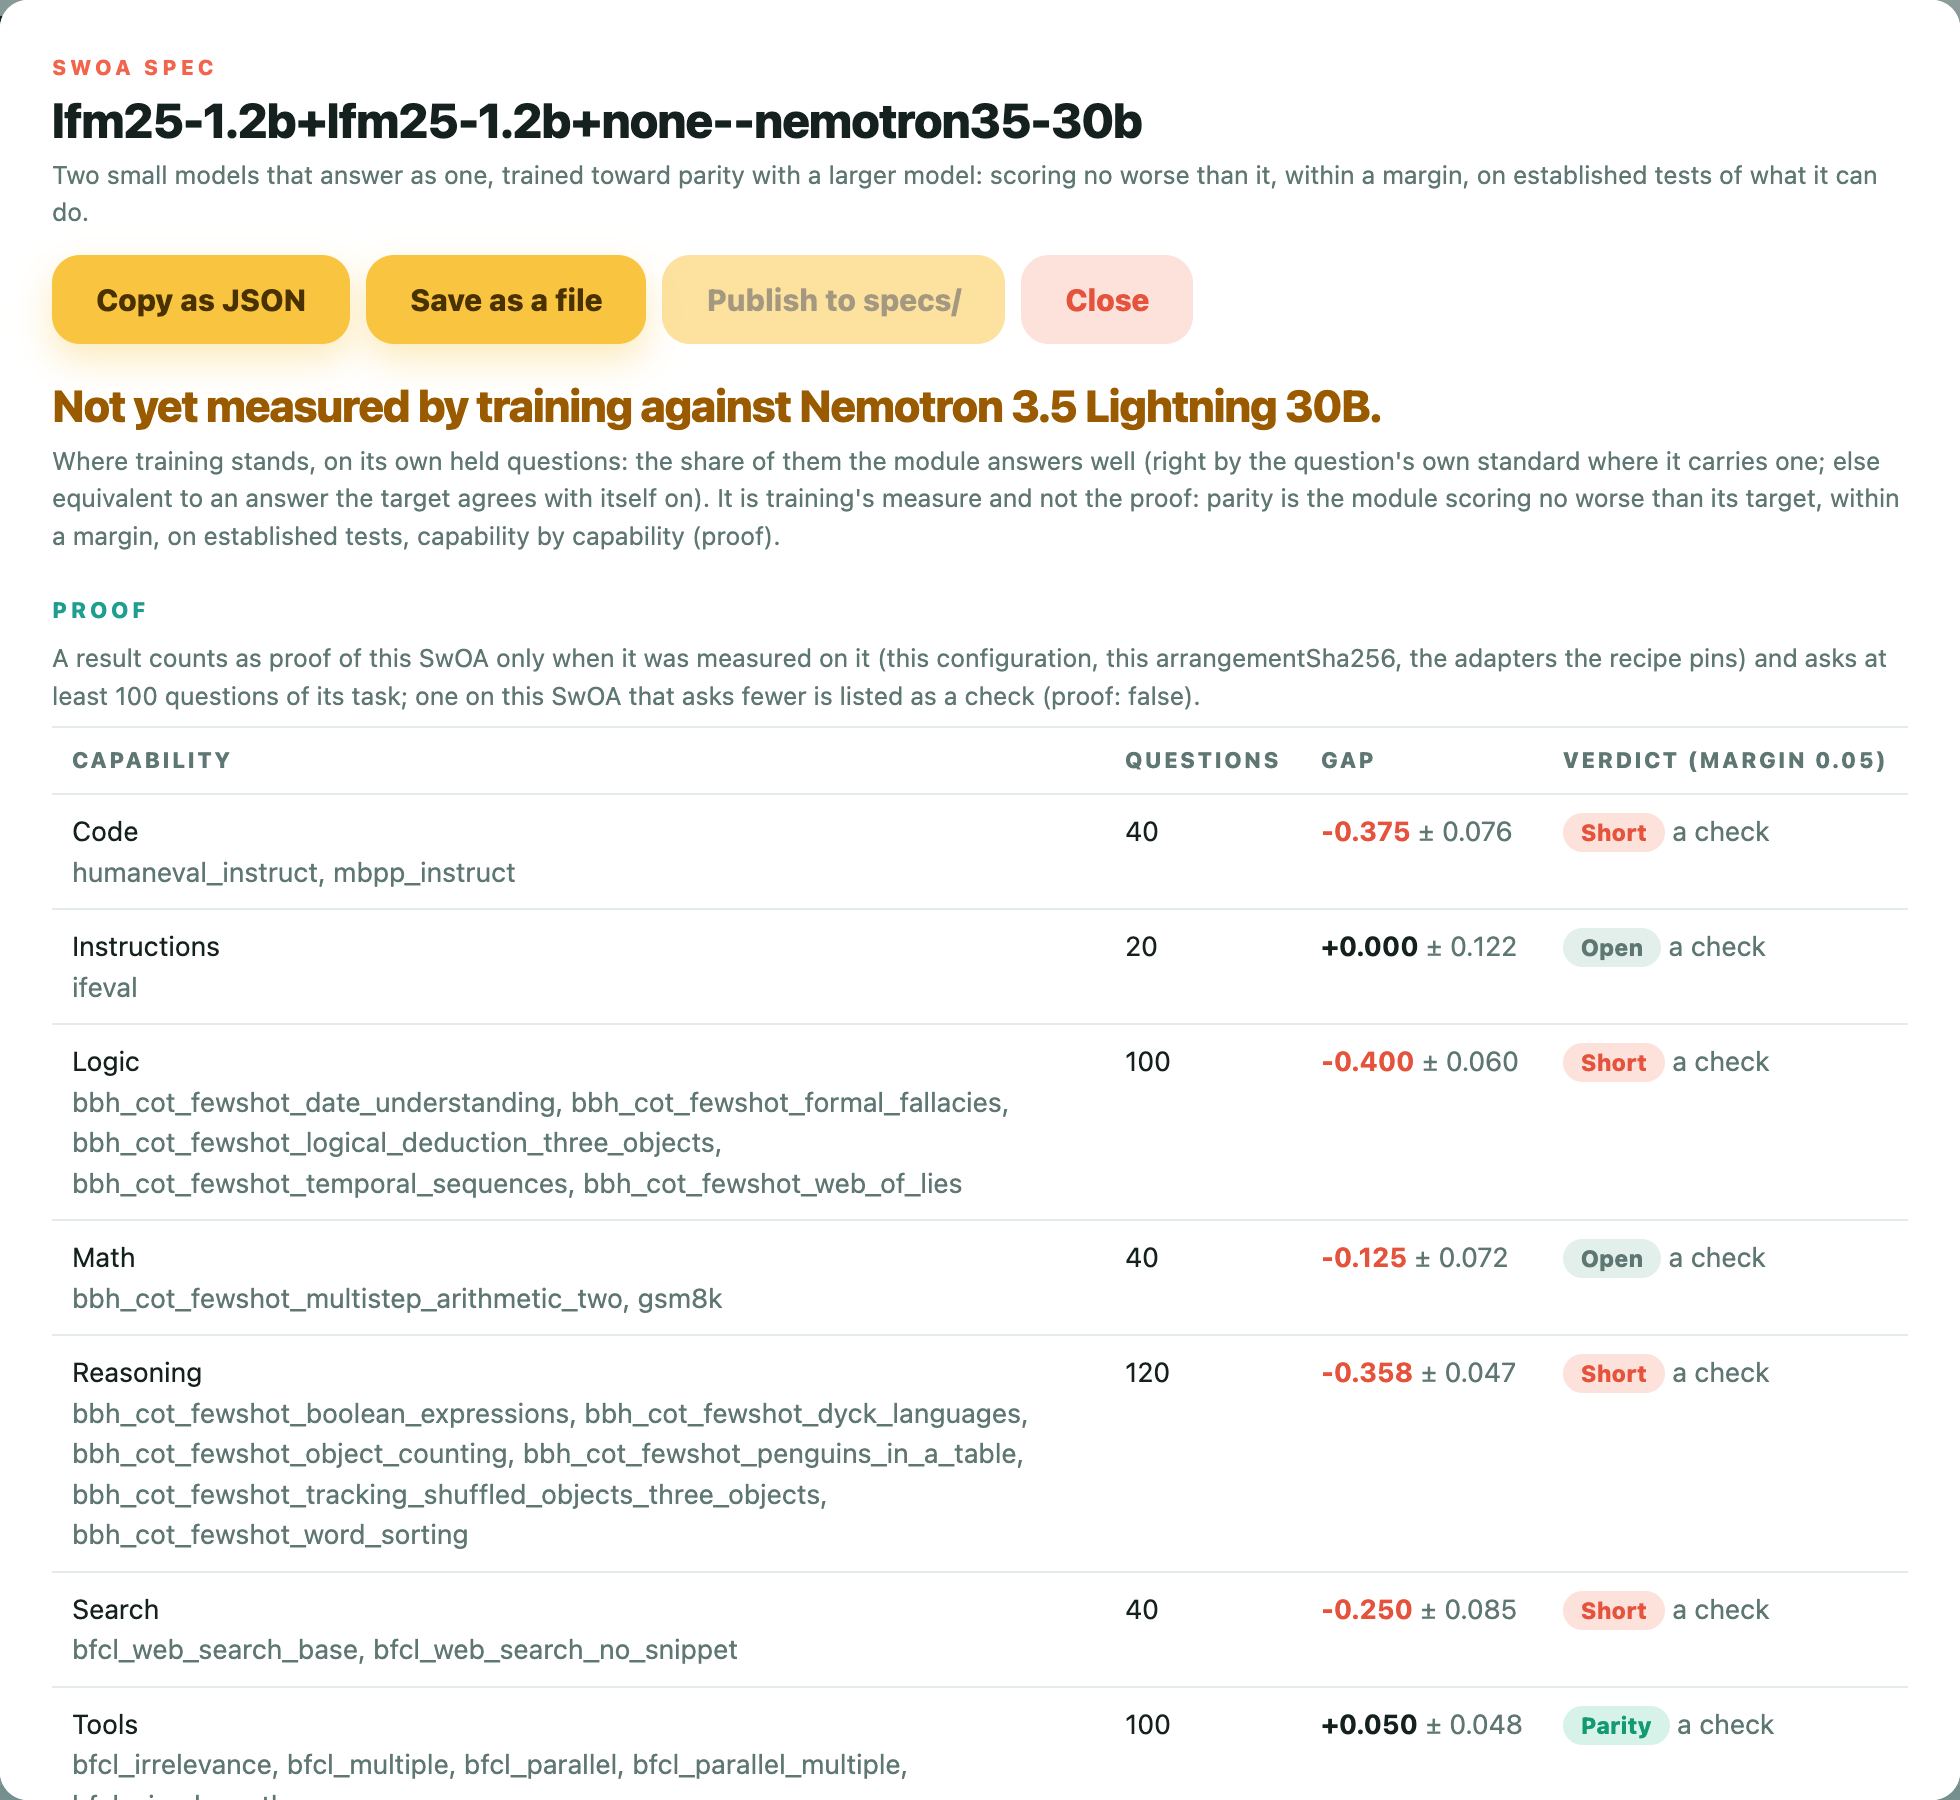 SWOA SPEC
lfm25-1.2b+lfm25-1.2b+none--nemotron35-30b
Two small models that answer as one, trained toward parity with a larger model: scoring no worse than it, within a margin, on established tests of what it can
do.
Copy as JSON Save as a file Publish to specs/ Close
Not yet measured by training against Nemotron 3.5 Lightning 30B.
Where training stands, on its own held questions: the share of them the module answers well (right by the question's own standard where it carries one; else
equivalent to an answer the target agrees with itself on). It is training's measure and not the proof: parity is the module scoring no worse than its target, within
a margin, on established tests, capability by capability (proof).
PROOF
A result counts as proof of this SwOA only when it was measured on it (this configuration, this arrangementSha256, the adapters the recipe pins) and asks at
least 100 questions of its task; one on this SwOA that asks fewer is listed as a check (proof: false).
CAPABILITY QUESTIONS GAP VERDICT (MARGIN 0.05)
Code 40 -0.375 ± 0.076 Short a check
humaneval_instruct, mbpp_instruct
Instructions 20 +0.000 ± 0.122 Open a check
ifeval
Logic 100 -0.400 ± 0.060 Short a check
bbh_cot_fewshot_date_understanding, bbh_cot_fewshot_formal_fallacies,
bbh_cot_fewshot_logical_deduction_three_objects,
bbh_cot_fewshot_temporal_sequences, bbh_cot_fewshot_web_of_lies
Math 40 -0.125 ± 0.072 Open a check
bbh_cot_fewshot_multistep_arithmetic_two, gsm8k
Reasoning 120 -0.358 ± 0.047 Short a check
bbh_cot_fewshot_boolean_expressions, bbh_cot_fewshot_dyck_languages,
bbh_cot_fewshot_object_counting, bbh_cot_fewshot_penguins_in_a_table,
bbh_cot_fewshot_tracking_shuffled_objects_three_objects,
bbh_cot_fewshot_word_sorting
Search 40 -0.250 ± 0.085 Short a check
bfcl_web_search_base, bfcl_web_search_no_snippet
Tools 100 +0.050 ± 0.048 Parity a check
bfcl_irrelevance, bfcl_multiple, bfcl_parallel, bfcl_parallel_multiple,